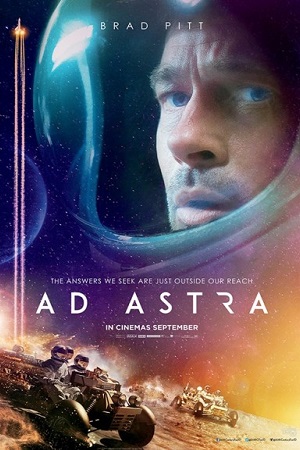 BRAD PITT
THE ANSWERS WE SEEK ARE JUST OUTSIDE OUR REACH
AD ASTRA
IN CINEMAS SEPTEMBER